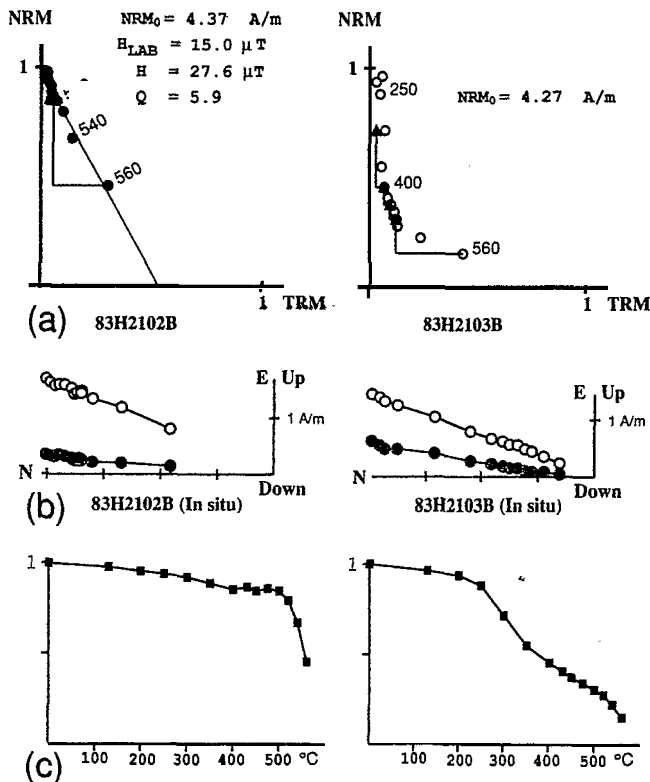 NRM
NRM₀ = 4.37 A/m
H_LAB = 15.0 μT
H = 27.6 μT
Q = 5.9
1
540
560
1 TRM
(a)
83H2102B
NRM
1
250
NRM₀ = 4.27 A/m
400
560
1 TRM
83H2103B
E Up
1 A/m
N
Down
(b)
83H2102B (In situ)
E Up
1 A/m
N
Down
83H2103B (In situ)
1
100 200 300 400 500 °C
(c)
1
100 200 300 400 500 °C